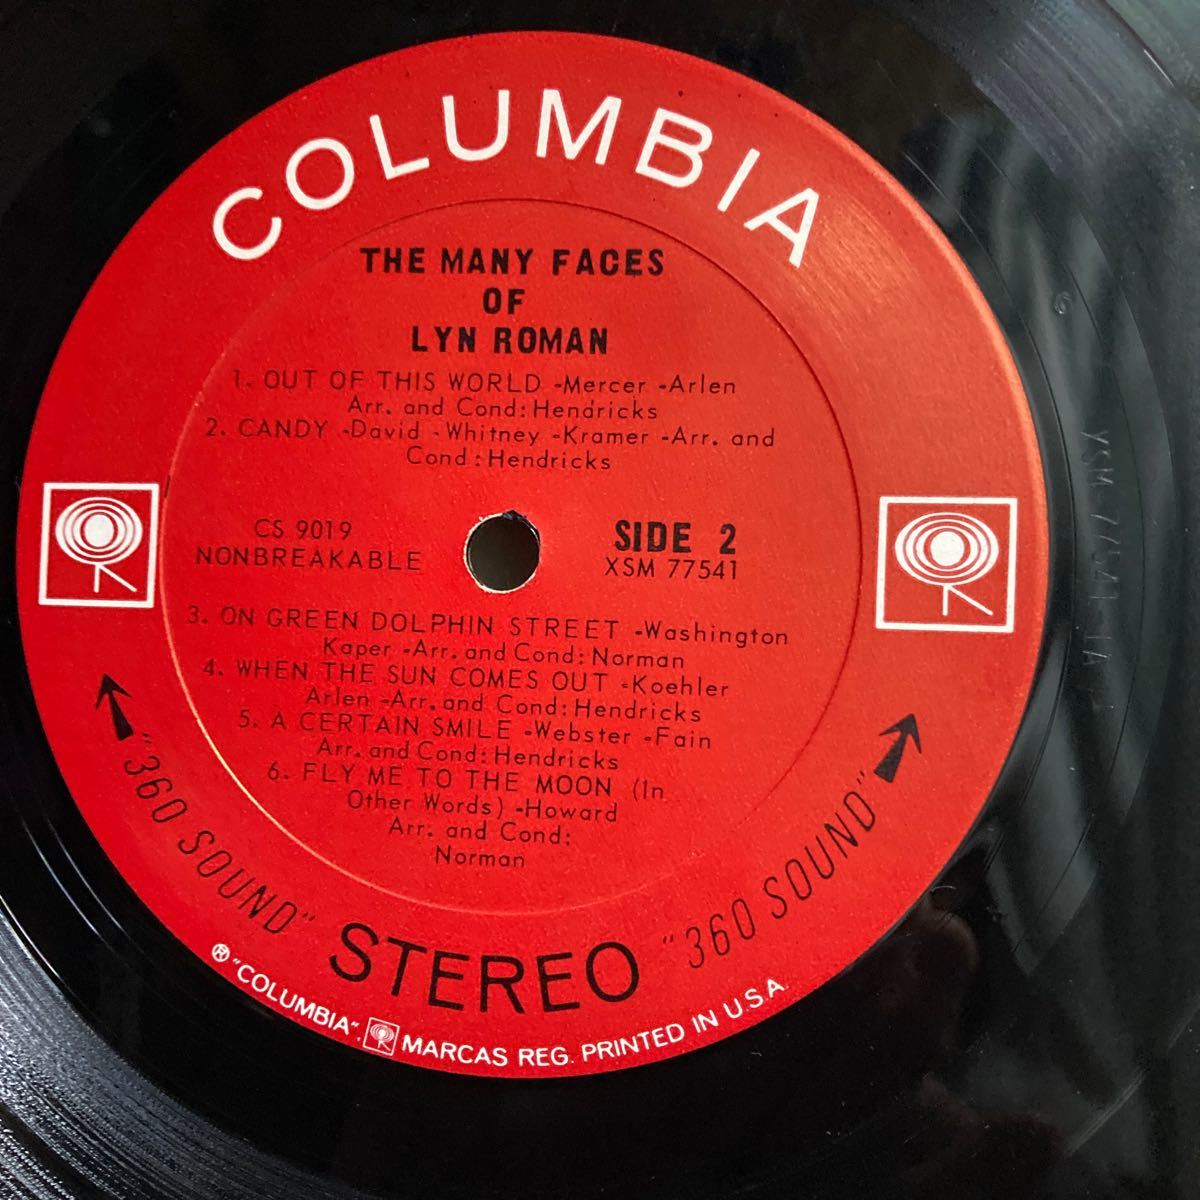 COLUMBIA
THE MANY FACES
OF
LYN ROMAN
1. OUT OF THIS WORLD -Mercer -Arlen
Arr. and Cond: Hendricks
2. CANDY -David -Whitney -Kramer -Arr. and
Cond : Hendricks
CS 9019
NONBREAKABLE
SIDE 2
XSM 77541
3. ON GREEN DOLPHIN STREET -Washington
Kaper -Arr. and Cond: Norman
4. WHEN THE SUN COMES OUT -Koehler
Arlen -Arr. and Cond: Hendricks
5. A CERTAIN SMILE -Webster -Fain
Arr. and Cond: Hendricks
6. FLY ME TO THE MOON (In
Other Words) -Howard
Arr. and Cond:
Norman
"360 SOUND" STEREO "360 SOUND"
® "COLUMBIA", MARCAS REG. PRINTED IN U.S.A.
XSM 77541-1A